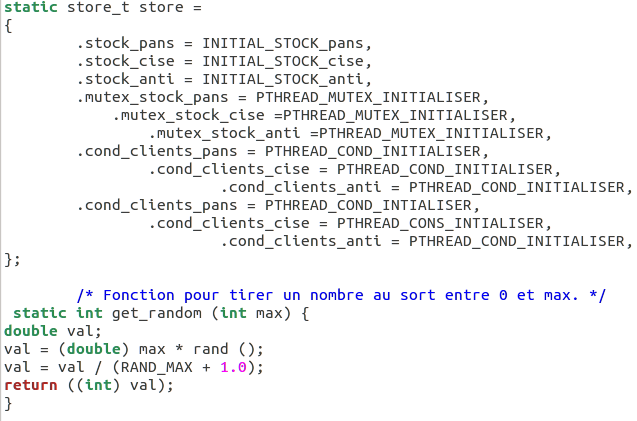 static store_t store =
{
.stock_pans = INITIAL_STOCK_pans,
.stock_cise = INITIAL_STOCK_cise,
.stock_anti = INITIAL_STOCK_anti,
.mutex_stock_pans = PTHREAD_MUTEX_INITIALISER,
.mutex_stock_cise =PTHREAD_MUTEX_INITIALISER,
.mutex_stock_anti =PTHREAD_MUTEX_INITIALISER,
.cond_clients_pans = PTHREAD_COND_INITIALISER,
.cond_clients_cise = PTHREAD_COND_INITIALISER,
.cond_clients_anti = PTHREAD_COND_INITIALISER,
.cond_clients_pans = PTHREAD_COND_INTIALISER,
.cond_clients_cise = PTHREAD_CONS_INTIALISER,
.cond_clients_anti = PTHREAD_COND_INITIALISER,
};
/* Fonction pour tirer un nombre au sort entre 0 et max. */
static int get_random (int max) {
double val;
val = (double) max * rand ();
val = val / (RAND_MAX + 1.0);
return ((int) val);
}